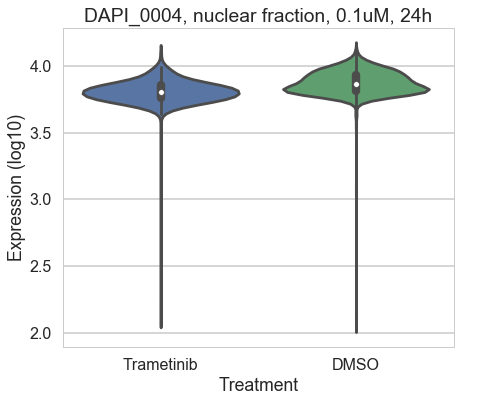 DAPI_0004, nuclear fraction, 0.1uM, 24h
Expression (log10)
4.0
3.5
3.0
2.5
2.0
Trametinib DMSO
Treatment